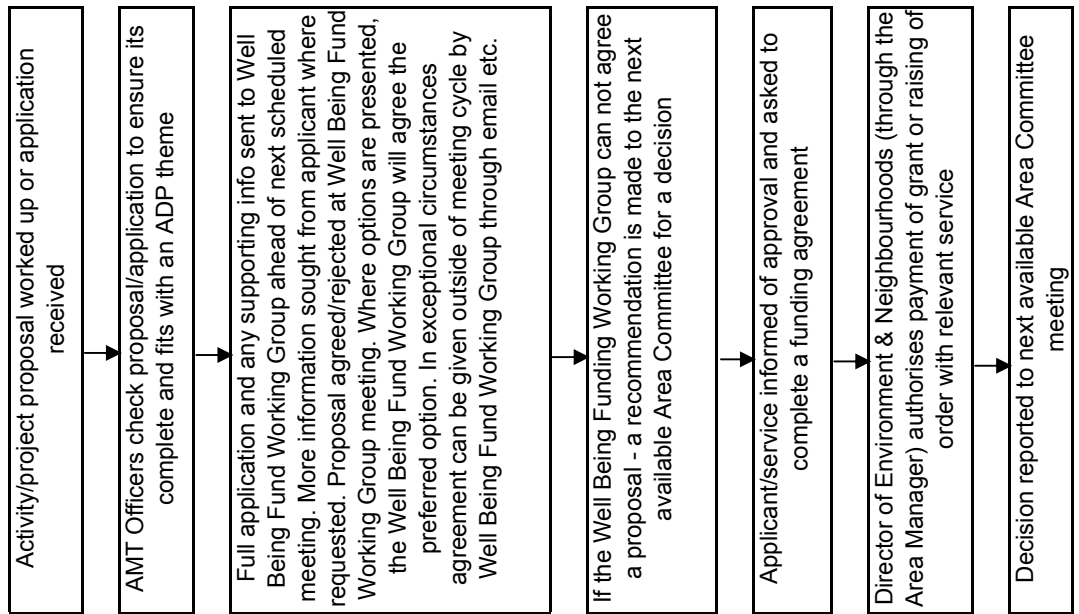 Activity/project proposal worked up or application
received
AMT Officers check proposal/application to ensure its
complete and fits with an ADP theme
Full application and any supporting info sent to Well
Being Fund Working Group ahead of next scheduled
meeting. More information sought from applicant where
requested. Proposal agreed/rejected at Well Being Fund
Working Group meeting. Where options are presented,
the Well Being Fund Working Group will agree the
preferred option. In exceptional circumstances
agreement can be given outside of meeting cycle by
Well Being Fund Working Group through email etc.
If the Well Being Funding Working Group can not agree
a proposal - a recommendation is made to the next
available Area Committee for a decision
Applicant/service informed of approval and asked to
complete a funding agreement
Director of Environment & Neighbourhoods (through the
Area Manager) authorises payment of grant or raising of
order with relevant service
Decision reported to next available Area Committee
meeting